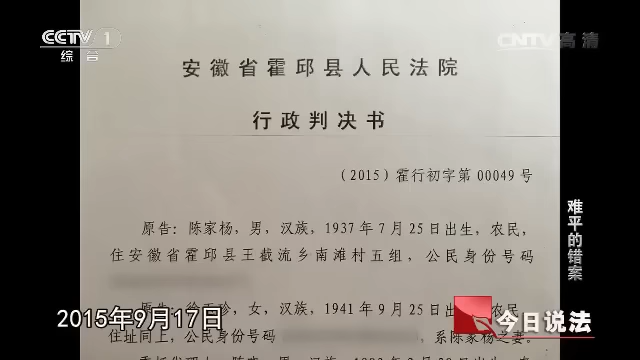 CCTV 1
综合
CNTV高清
安徽省霍邱县人民法院
行政判决书
(2015)霍行初字第00049号
原告：陈家杨，男，汉族，1937年7月25日出生，农民，
住安徽省霍邱县王截流乡南滩村五组，公民身份号码
女，汉族，1941年9月25日出生，农民，
住址同上，公民身份号码
系陈家杨之妻。
2015年9月17日
难平的错案
今日说法